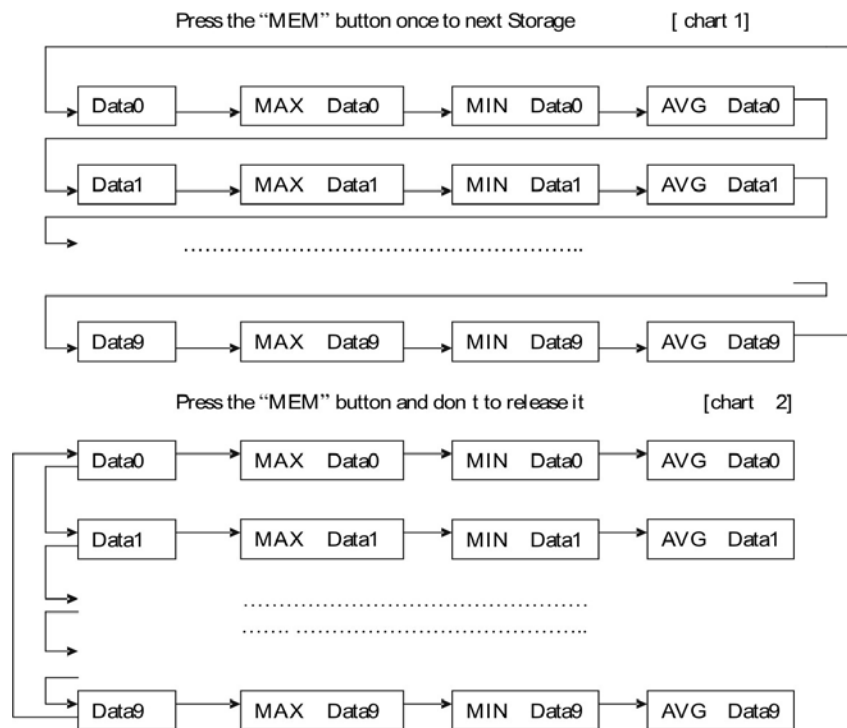 Press the “MEM” button once to next Storage [ chart 1]
Data0 MAX Data0 MIN Data0 AVG Data0
Data1 MAX Data1 MIN Data1 AVG Data1
Data9 MAX Data9 MIN Data9 AVG Data9
Press the “MEM” button and don t to release it [chart 2]
Data0 MAX Data0 MIN Data0 AVG Data0
Data1 MAX Data1 MIN Data1 AVG Data1
Data9 MAX Data9 MIN Data9 AVG Data9